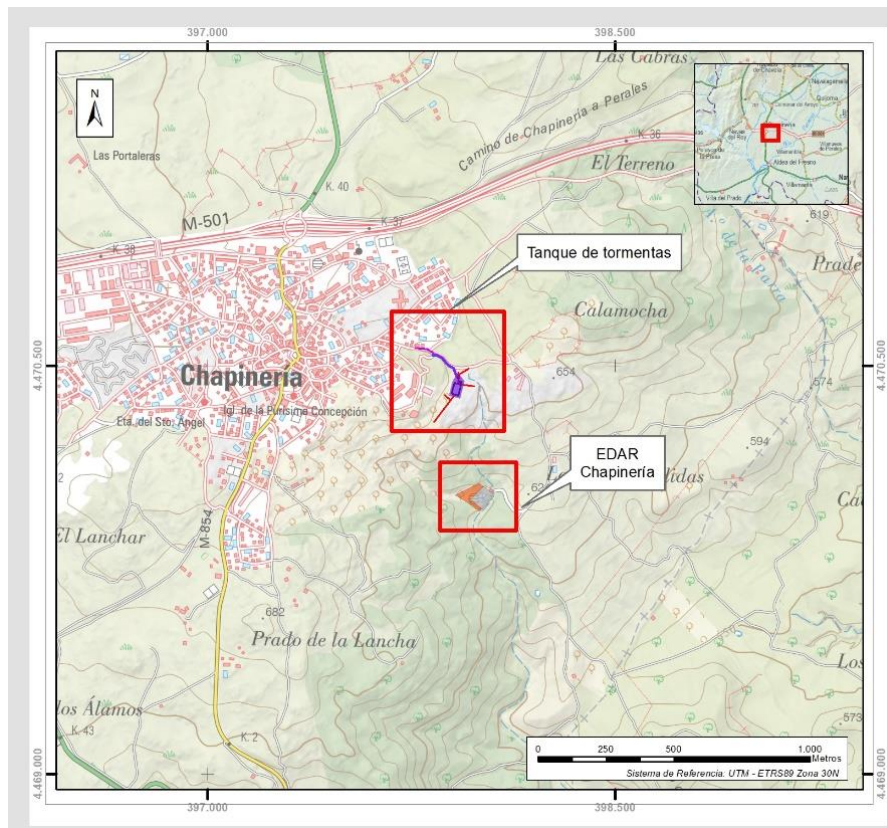 397.000
398.500
N
Las Cabras
Camino de Chapinería a Perales
K. 36
El Terreno
Las Portaleras
K. 40
M-501
K. 37
K. 38
619
Prade
Tanque de tormentas
Calamocha
4.470.500
4.470.500
Chapinería
654
574
Igl. de la Purísima Concepción
Eta. del Sto. Ángel
594
EDAR
Chapinería
El Lanchar
M-854
682
Prado de la Lancha
Los
los Álamos
K. 43
K. 2
573
0 250 500 1.000
Metros
Sistema de Referencia: UTM - ETRS89 Zona 30N
4.469.000
4.469.000
397.000
398.500